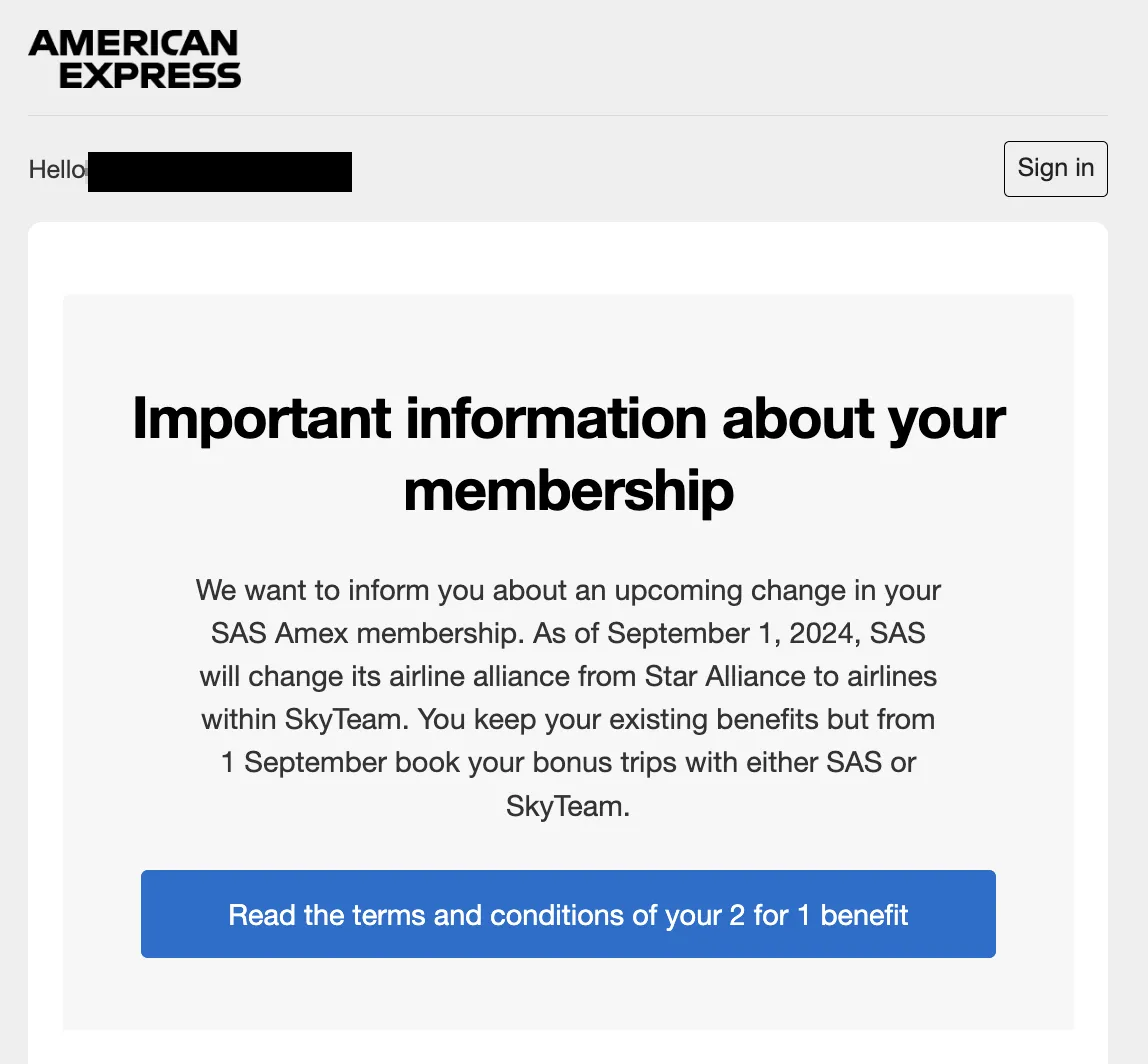 AMERICAN
EXPRESS
Hello
Sign in
Important information about your
membership
We want to inform you about an upcoming change in your
SAS Amex membership. As of September 1, 2024, SAS
will change its airline alliance from Star Alliance to airlines
within SkyTeam. You keep your existing benefits but from
1 September book your bonus trips with either SAS or
SkyTeam.
Read the terms and conditions of your 2 for 1 benefit